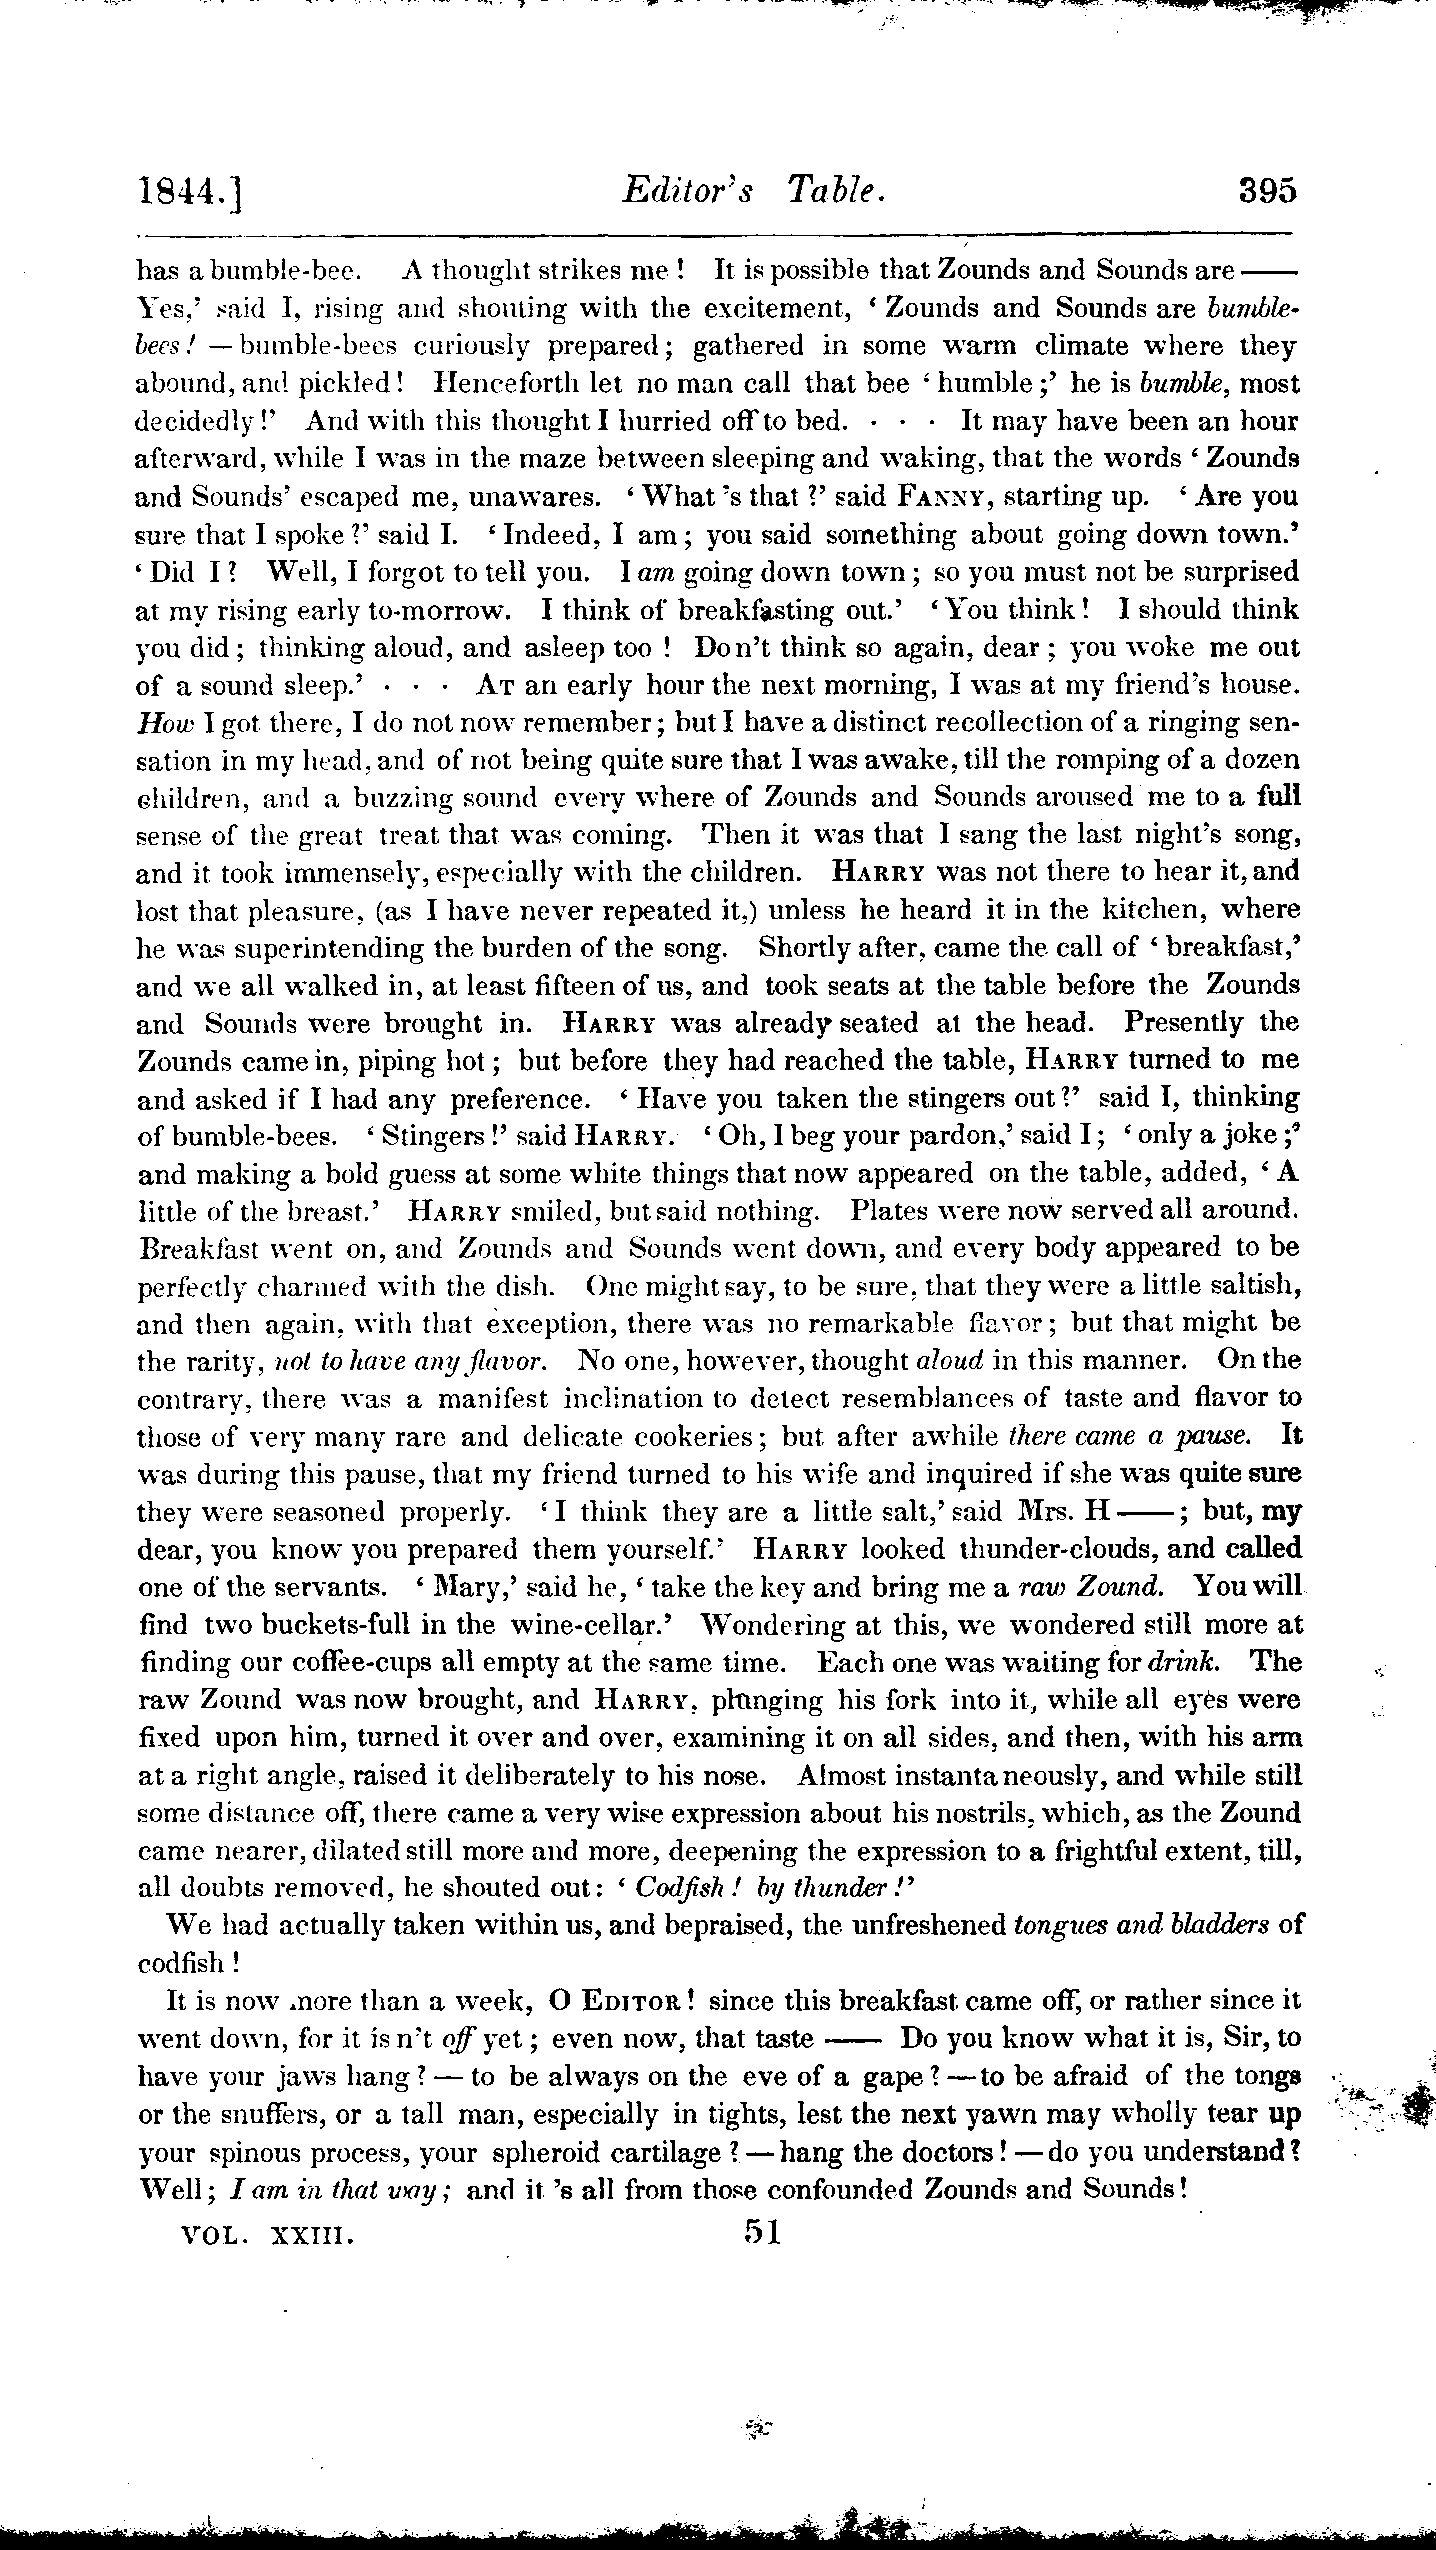 1844.] Editor's Table. 395
has a bumble-bee. A thought strikes me! It is possible that Zounds and Sounds are——
Yes,' said I, rising and shouting with the excitement, 'Zounds and Sounds are bumble-
bees! — bumble-bees curiously prepared; gathered in some warm climate where they
abound, and pickled! Henceforth let no man call that bee 'humble;' he is bumble, most
decidedly!' And with this thought I hurried off to bed. · · · It may have been an hour
afterward, while I was in the maze between sleeping and waking, that the words 'Zounds
and Sounds' escaped me, unawares. 'What's that?' said FANNY, starting up. 'Are you
sure that I spoke?' said I. 'Indeed, I am; you said something about going down town.'
'Did I? Well, I forgot to tell you. I am going down town; so you must not be surprised
at my rising early to-morrow. I think of breakfasting out.' 'You think! I should think
you did; thinking aloud, and asleep too! Don't think so again, dear; you woke me out
of a sound sleep.' · · · AT an early hour the next morning, I was at my friend's house.
How I got there, I do not now remember; but I have a distinct recollection of a ringing sen-
sation in my head, and of not being quite sure that I was awake, till the romping of a dozen
children, and a buzzing sound every where of Zounds and Sounds aroused me to a full
sense of the great treat that was coming. Then it was that I sang the last night's song,
and it took immensely, especially with the children. HARRY was not there to hear it, and
lost that pleasure, (as I have never repeated it,) unless he heard it in the kitchen, where
he was superintending the burden of the song. Shortly after, came the call of 'breakfast,'
and we all walked in, at least fifteen of us, and took seats at the table before the Zounds
and Sounds were brought in. HARRY was already seated at the head. Presently the
Zounds came in, piping hot; but before they had reached the table, HARRY turned to me
and asked if I had any preference. 'Have you taken the stingers out?' said I, thinking
of bumble-bees. 'Stingers!' said HARRY. 'Oh, I beg your pardon,' said I; 'only a joke;'
and making a bold guess at some white things that now appeared on the table, added, 'A
little of the breast.' HARRY smiled, but said nothing. Plates were now served all around.
Breakfast went on, and Zounds and Sounds went down, and every body appeared to be
perfectly charmed with the dish. One might say, to be sure, that they were a little saltish,
and then again, with that exception, there was no remarkable flavor; but that might be
the rarity, not to have any flavor. No one, however, thought aloud in this manner. On the
contrary, there was a manifest inclination to detect resemblances of taste and flavor to
those of very many rare and delicate cookeries; but after awhile there came a pause. It
was during this pause, that my friend turned to his wife and inquired if she was quite sure
they were seasoned properly. 'I think they are a little salt,' said Mrs. H——; but, my
dear, you know you prepared them yourself.' HARRY looked thunder-clouds, and called
one of the servants. 'Mary,' said he, 'take the key and bring me a raw Zound. You will
find two buckets-full in the wine-cellar.' Wondering at this, we wondered still more at
finding our coffee-cups all empty at the same time. Each one was waiting for drink. The
raw Zound was now brought, and HARRY, plunging his fork into it, while all eyes were
fixed upon him, turned it over and over, examining it on all sides, and then, with his arm
at a right angle, raised it deliberately to his nose. Almost instantaneously, and while still
some distance off, there came a very wise expression about his nostrils, which, as the Zound
came nearer, dilated still more and more, deepening the expression to a frightful extent, till,
all doubts removed, he shouted out: 'Codfish! by thunder!'
We had actually taken within us, and bepraised, the unfreshened tongues and bladders of
codfish!
It is now more than a week, O EDITOR! since this breakfast came off, or rather since it
went down, for it is n't off yet; even now, that taste —— Do you know what it is, Sir, to
have your jaws hang? — to be always on the eve of a gape? — to be afraid of the tongs
or the snuffers, or a tall man, especially in tights, lest the next yawn may wholly tear up
your spinous process, your spheroid cartilage? — hang the doctors! — do you understand?
Well; I am in that way; and it 's all from those confounded Zounds and Sounds!
VOL. XXIII. 51